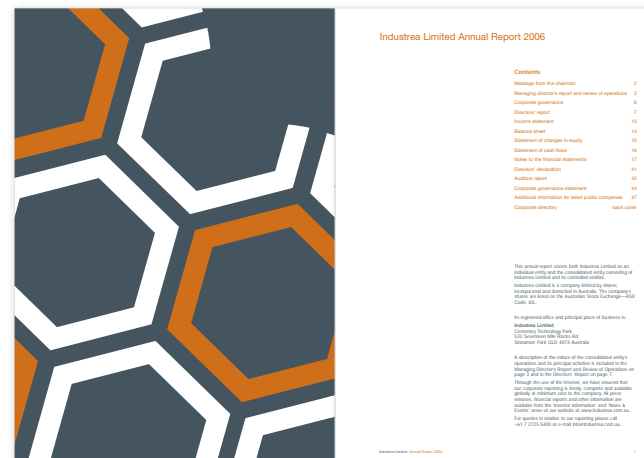 Industrea Limited Annual Report 2006
Contents
Message from the chairman 2
Managing director's report and review of operations 3
Corporate governance 6
Directors' report 7
Income statement 13
Balance sheet 14
Statement of changes in equity 15
Statement of cash flows 16
Notes to the financial statements 17
Directors' declaration 41
Auditors report 42
Corporate governance statement 44
Additional information for listed public companies 47
Corporate directory back cover
This annual report covers both Industrea Limited as an
individual entity and the consolidated entity consisting of
Industrea Limited and its controlled entities.
Industrea Limited is a company limited by shares,
incorporated and domiciled in Australia. The company's
shares are listed on the Australian Stock Exchange—ASX
Code, IDL.
Its registered office and principal place of business is:
Industrea Limited
Centenary Technology Park
532 Seventeen Mile Rocks Rd
Sinnamon Park QLD 4073 Australia
A description of the nature of the consolidated entity's
operations and its principal activities is included in the
Managing Director's Report and Review of Operations on
page 3 and in the Directors' Report on page 7.
Through the use of the internet, we have ensured that
our corporate reporting is timely, complete and available
globally at minimum cost to the company. All press
releases, financial reports and other information are
available from the 'Investor Information' and 'News &
Events' areas of our website at www.industrea.com.au.
For queries in relation to our reporting please call
+61 7 3725 5400 or e-mail info@industrea.com.au.
Industrea Limited Annual Report 2006 1